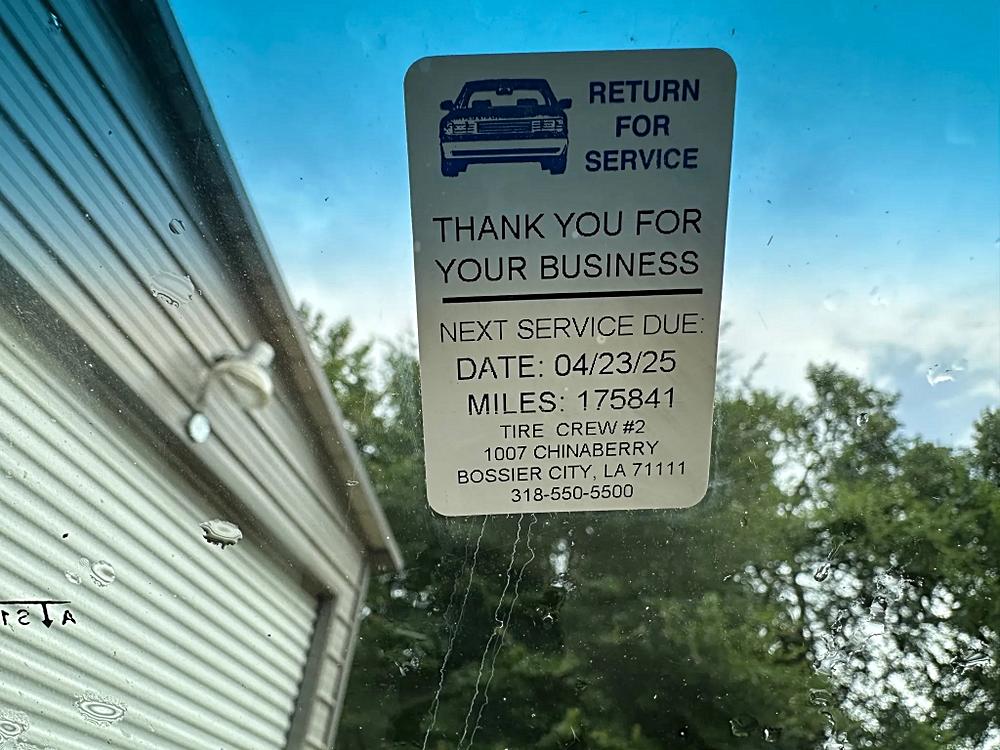 RETURN
FOR
SERVICE
THANK YOU FOR
YOUR BUSINESS
NEXT SERVICE DUE:
DATE: 04/23/25
MILES: 175841
TIRE CREW #2
1007 CHINABERRY
BOSSIER CITY, LA 71111
318-550-5500